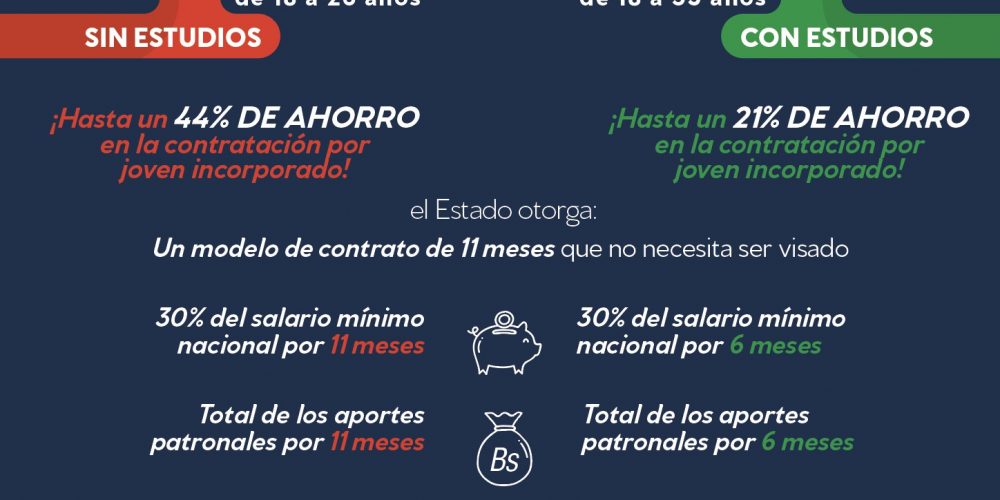 SIN ESTUDIOS
CON ESTUDIOS
¡Hasta un 44% DE AHORRO
en la contratación por
joven incorporado!
¡Hasta un 21% DE AHORRO
en la contratación por
joven incorporado!
el Estado otorga:
Un modelo de contrato de 11 meses que no necesita ser visado
30% del salario mínimo
nacional por 11 meses
30% del salario mínimo
nacional por 6 meses
Total de los aportes
patronales por 11 meses
Bs
Total de los aportes
patronales por 6 meses